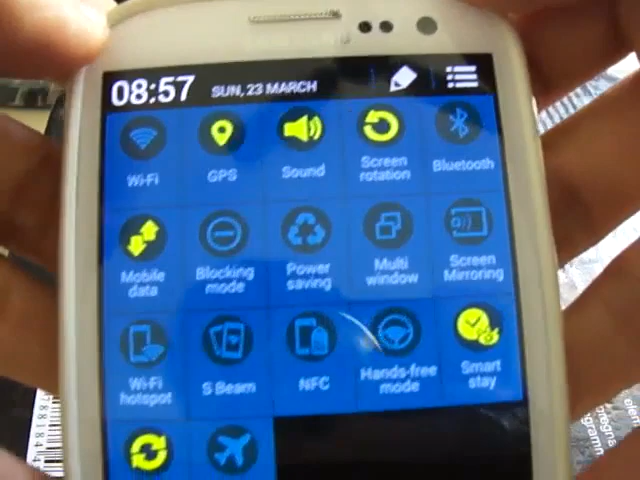 08:57 SUN, 23 MARCH
Wi-Fi
GPS
Sound
Screen
rotation
Bluetooth
Mobile
data
Blocking
mode
Power
saving
Multi
window
Screen
Mirroring
Wi-Fi
hotspot
S Beam
NFC
Hands-free
mode
Smart
stay